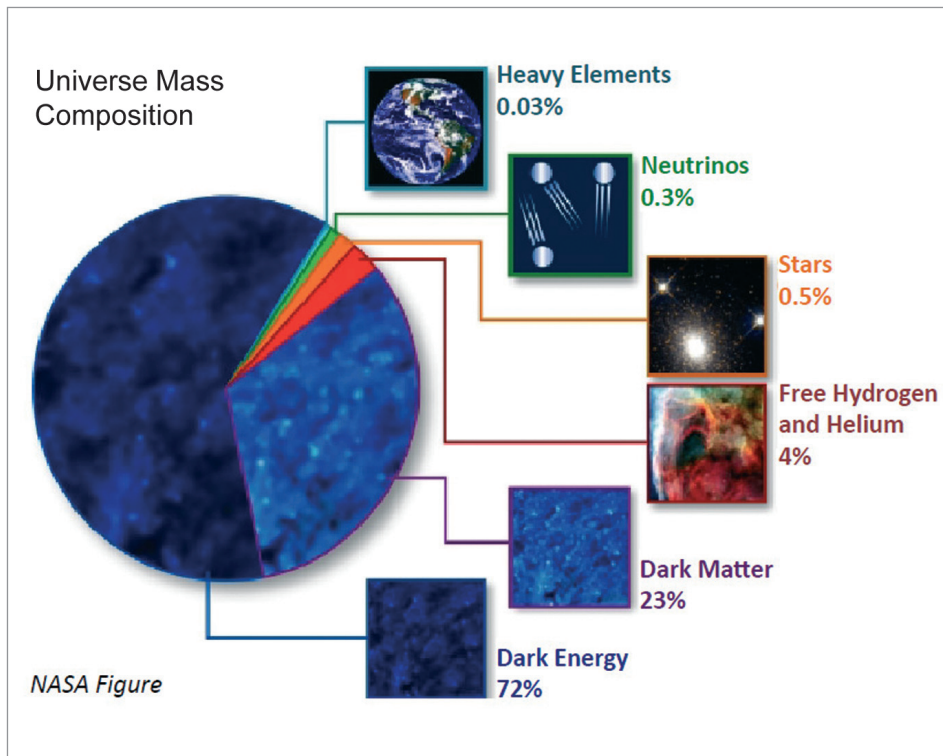 Universe Mass
Composition
Heavy Elements
0.03%
Neutrinos
0.3%
Stars
0.5%
Free Hydrogen
and Helium
4%
Dark Matter
23%
Dark Energy
72%
NASA Figure